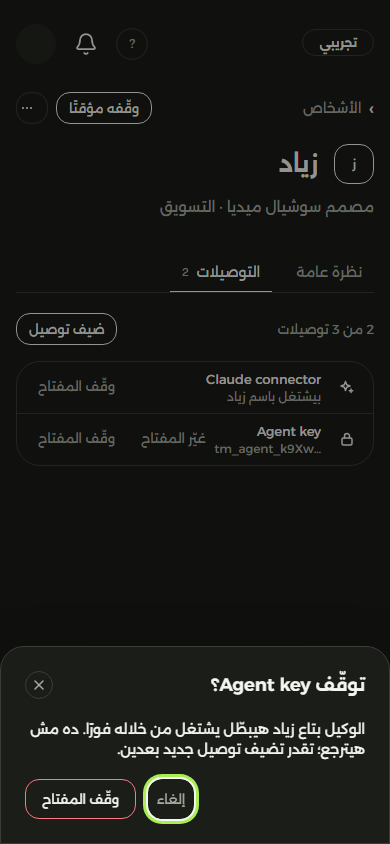 تجريبي
?
‹ الأشخاص
وقّفه مؤقتًا
...
ز
زياد
مصمم سوشيال ميديا · التسويق
نظرة عامة
التوصيلات 2
2 من 3 توصيلات
ضيف توصيل
Claude connector
بيشتغل باسم زياد
وقّف المفتاح
Agent key
tm_agent_k9Xw…
غيّر المفتاح
وقّف المفتاح
توقّف Agent key؟
الوكيل بتاع زياد هيبطّل يشتغل من خلاله فورًا. ده مش
هيترجع؛ تقدر تضيف توصيل جديد بعدين.
إلغاء
وقّف المفتاح